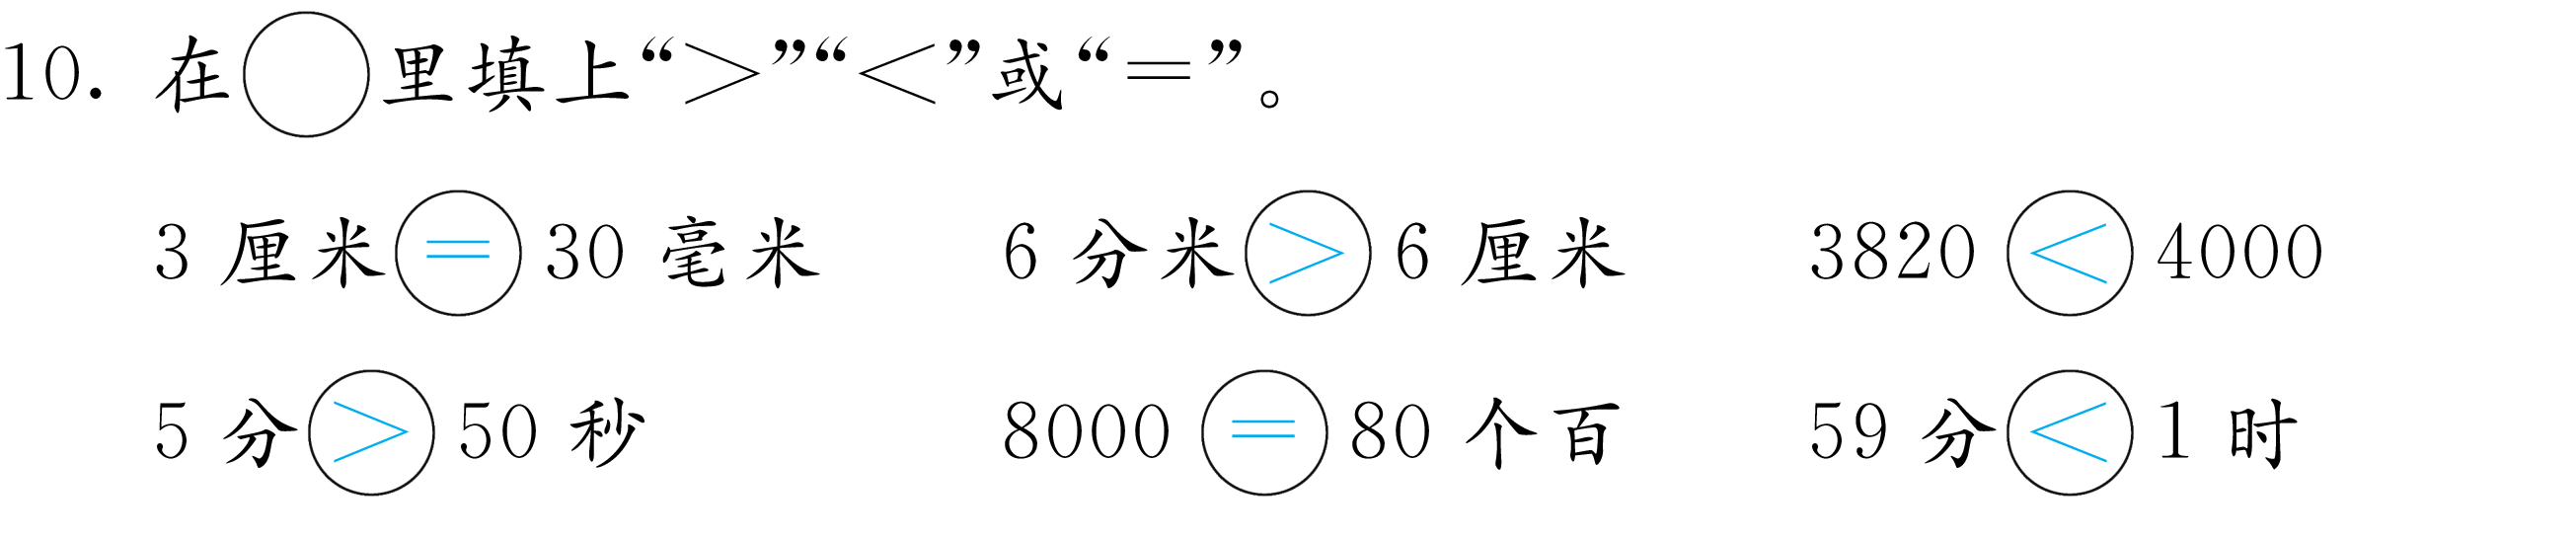 10. 在○里填上“>”“<”或“=”。
3 厘米 = 30 毫米 6 分米 > 6 厘米 3820 < 4000
5 分 > 50 秒 8000 = 80 个百 59 分 < 1 时